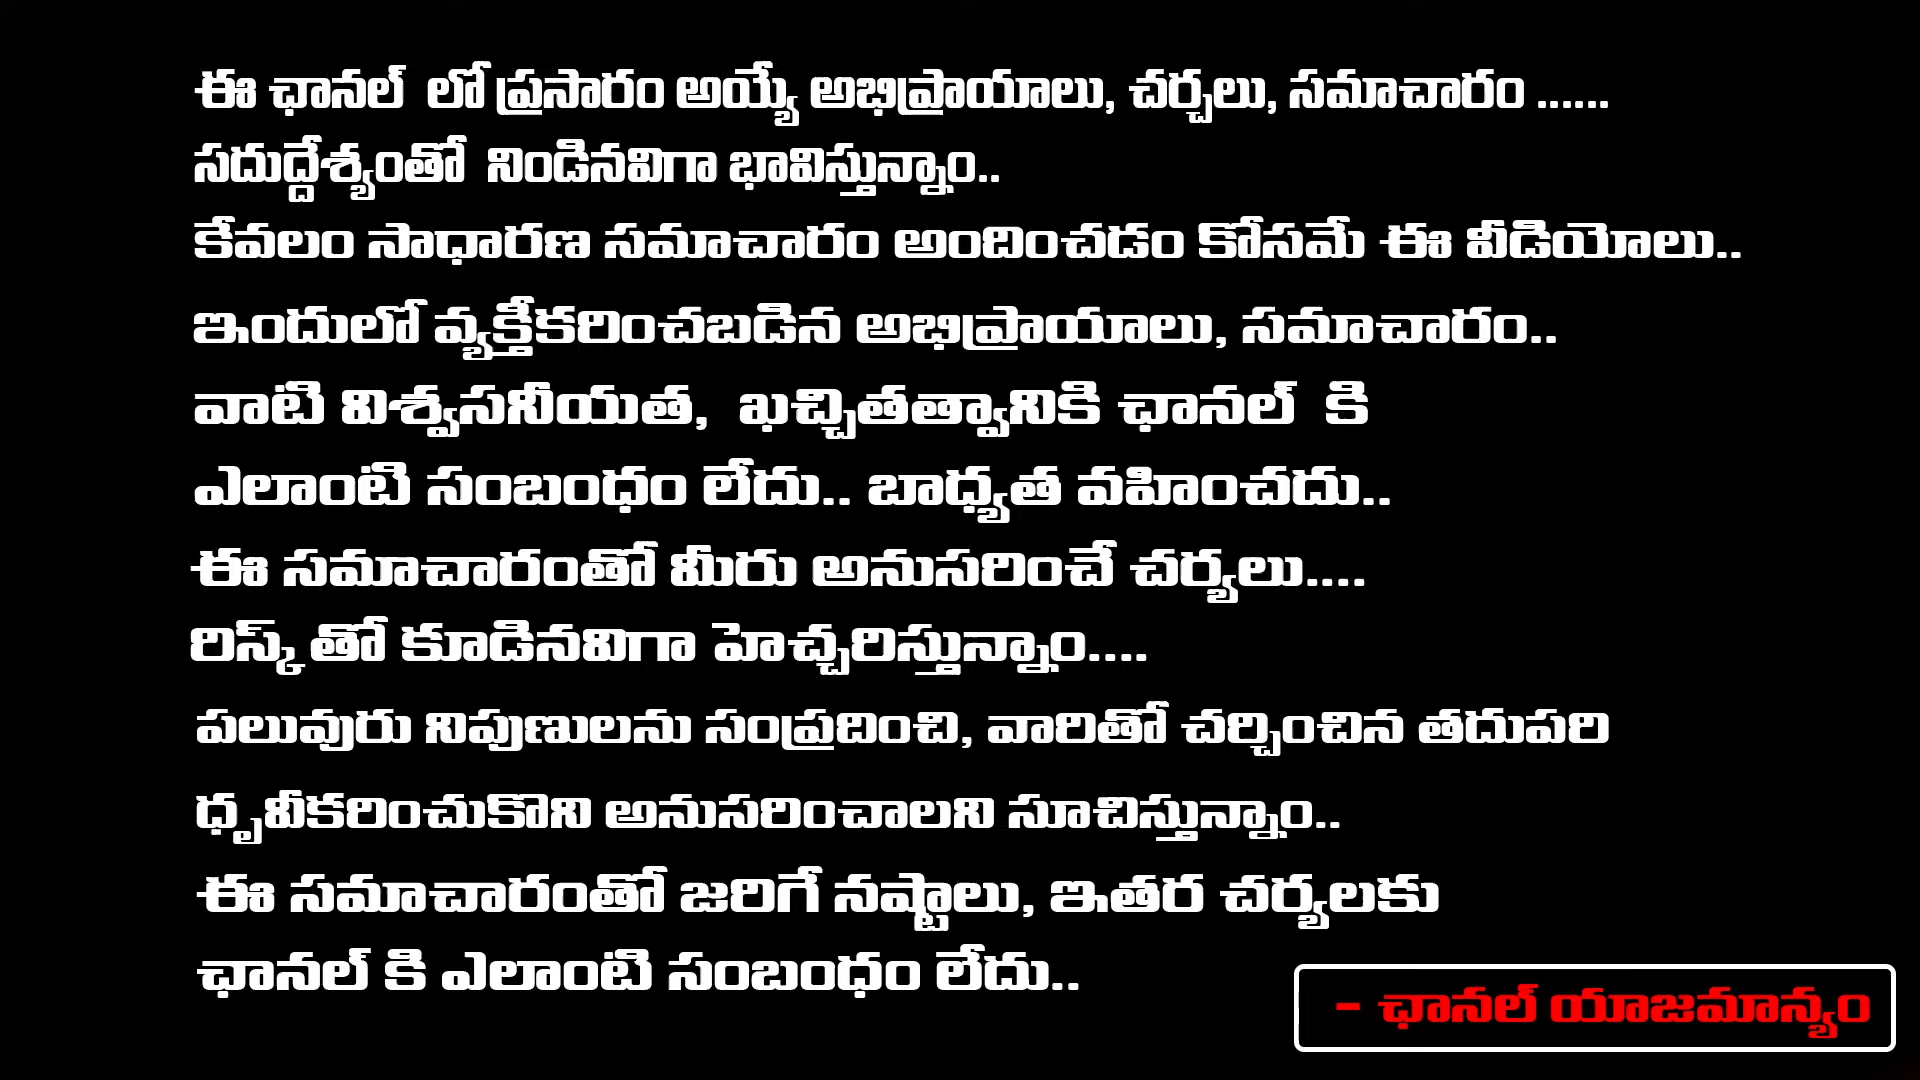 ఈ ఛానల్ లో ప్రసారం అయ్యే అభిప్రాయాలు, చర్చలు, సమాచారం ......
సదుద్దేశ్యంతో నిండినవిగా భావిస్తున్నాం..
కేవలం సాధారణ సమాచారం అందించడం కోసమే ఈ వీడియోలు..
ఇందులో వ్యక్తీకరించబడిన అభిప్రాయాలు, సమాచారం..
వాటి విశ్వసనీయత, ఖచ్చితత్వానికి ఛానల్ కి
ఎలాంటి సంబంధం లేదు.. బాధ్యత వహించదు..
ఈ సమాచారంతో మీరు అనుసరించే చర్యలు....
రిస్క్ తో కూడినవిగా హెచ్చరిస్తున్నాం....
పలువురు నిపుణులను సంప్రదించి, వారితో చర్చించిన తదుపరి
ధృవీకరించుకొని అనుసరించాలని సూచిస్తున్నాం..
ఈ సమాచారంతో జరిగే నష్టాలు, ఇతర చర్యలకు
ఛానల్ కి ఎలాంటి సంబంధం లేదు..
- ఛానల్ యాజమాన్యం